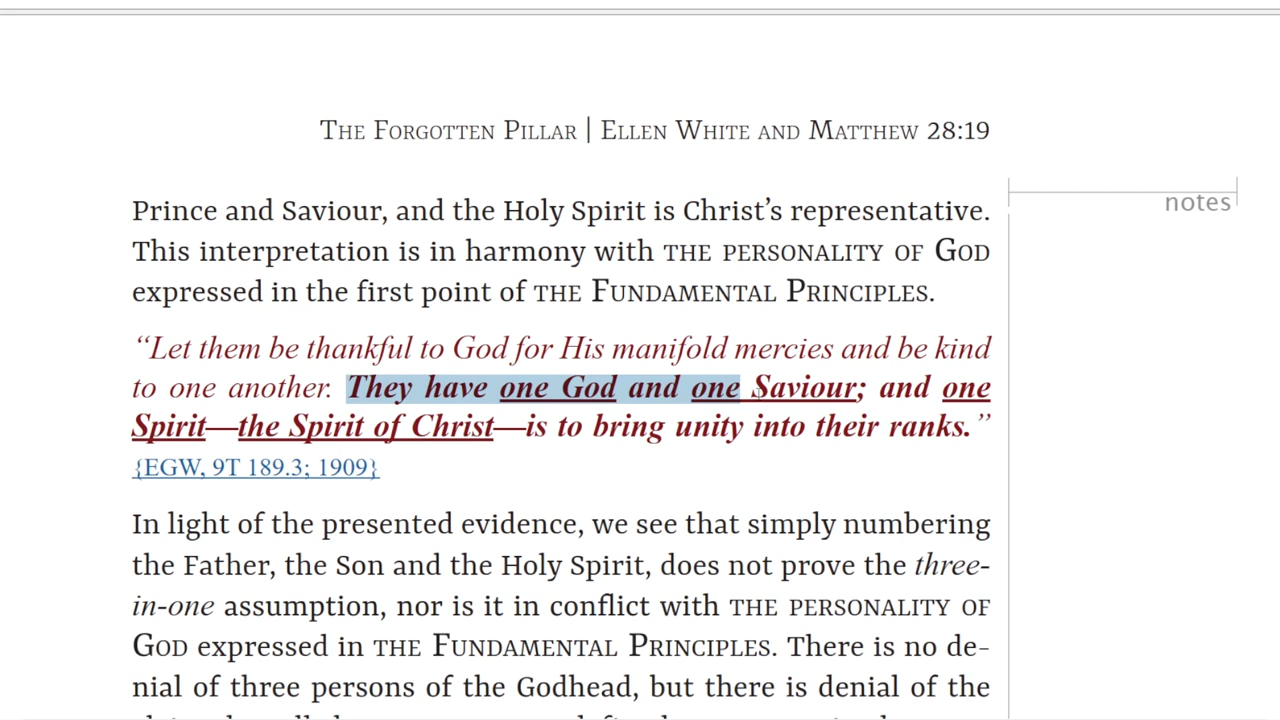 The Forgotten Pillar | Ellen White and Matthew 28:19
notes
Prince and Saviour, and the Holy Spirit is Christ’s representative.
This interpretation is in harmony with the personality of God
expressed in the first point of the Fundamental Principles.
“Let them be thankful to God for His manifold mercies and be kind
to one another. They have one God and one Saviour; and one
Spirit—the Spirit of Christ—is to bring unity into their ranks.”
{EGW, 9T 189.3; 1909}
In light of the presented evidence, we see that simply numbering
the Father, the Son and the Holy Spirit, does not prove the three-
in-one assumption, nor is it in conflict with the personality of
God expressed in the Fundamental Principles. There is no de-
nial of three persons of the Godhead, but there is denial of the